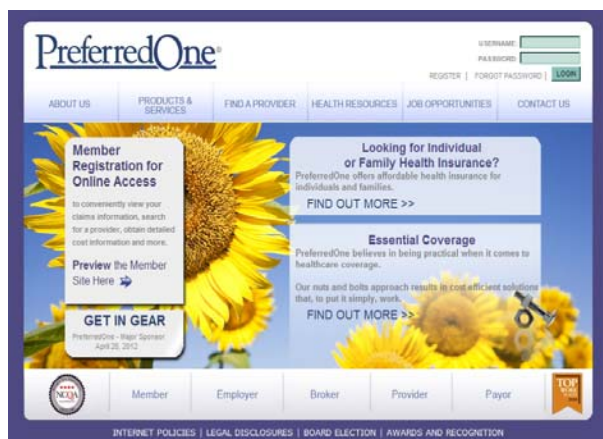 PreferredOne®
USERNAME:
PASSWORD:
REGISTER | FORGOT PASSWORD | LOGIN
ABOUT US
PRODUCTS &
SERVICES
FIND A PROVIDER
HEALTH RESOURCES
JOB OPPORTUNITIES
CONTACT US
Member
Registration for
Online Access
to conveniently view your
claims information, search
for a provider, obtain detailed
cost information and more.
Preview the Member
Site Here
GET IN GEAR
PreferredOne - Major Sponsor
April 28, 2012
Looking for Individual
or Family Health Insurance?
PreferredOne offers affordable health insurance for
individuals and families.
FIND OUT MORE >>
Essential Coverage
PreferredOne believes in being practical when it comes to
healthcare coverage.
Our nuts and bolts approach results in cost efficient solutions
that, to put it simply, work.
FIND OUT MORE >>
NCQA
Member
Employer
Broker
Provider
Payor
TOP
INTERNET POLICIES | LEGAL DISCLOSURES | BOARD ELECTION | AWARDS AND RECOGNITION